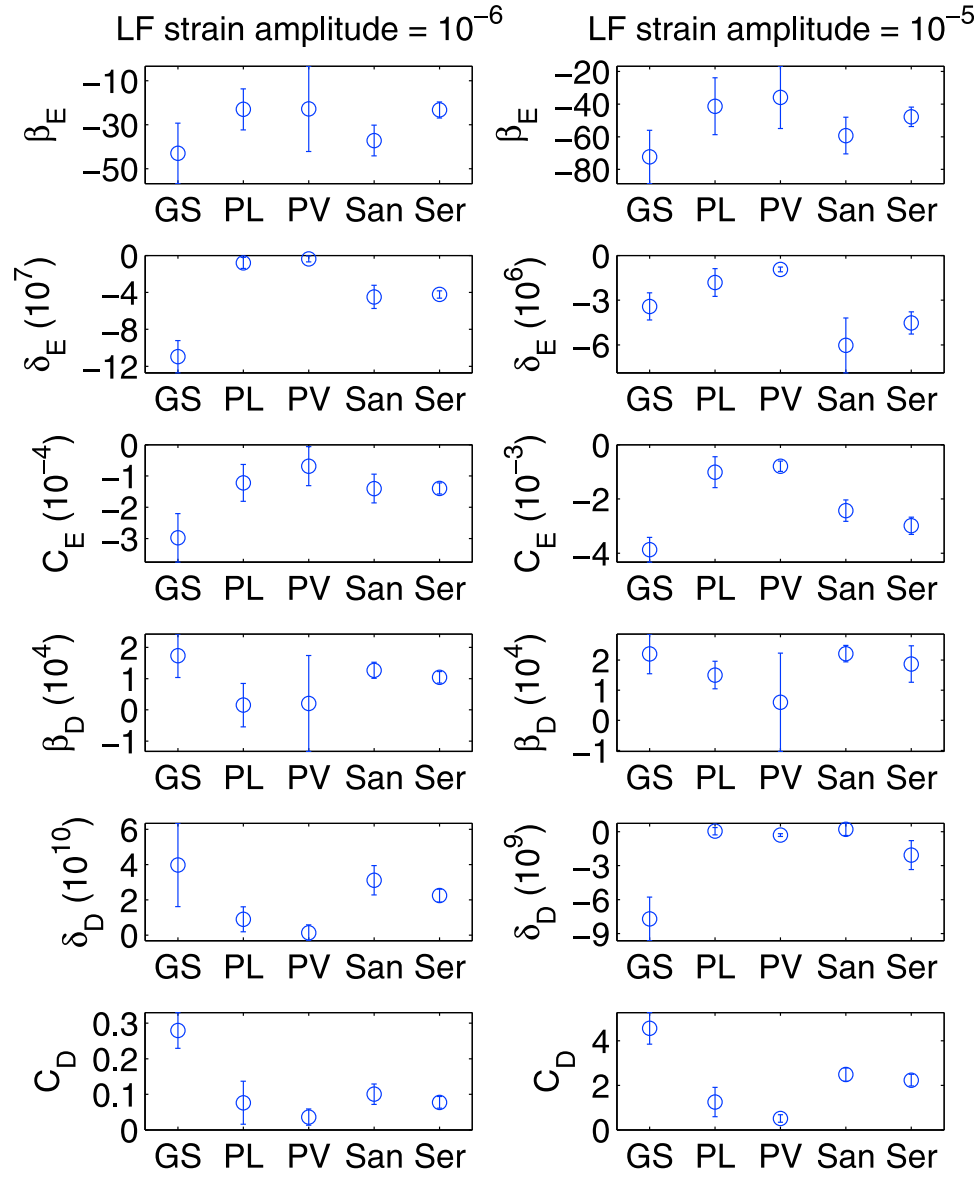 LF strain amplitude = 10⁻⁶
LF strain amplitude = 10⁻⁵
β_E
−10
−30
−50
GS PL PV San Ser
β_E
−20
−40
−60
−80
GS PL PV San Ser
δ_E (10⁷)
0
−4
−8
−12
GS PL PV San Ser
δ_E (10⁶)
0
−3
−6
GS PL PV San Ser
C_E (10⁻⁴)
0
−1
−2
−3
GS PL PV San Ser
C_E (10⁻³)
0
−2
−4
GS PL PV San Ser
β_D (10⁴)
2
1
0
−1
GS PL PV San Ser
β_D (10⁴)
2
1
0
−1
GS PL PV San Ser
δ_D (10¹⁰)
6
4
2
0
GS PL PV San Ser
δ_D (10⁹)
0
−3
−6
−9
GS PL PV San Ser
C_D
0.3
0.2
0.1
0
GS PL PV San Ser
C_D
4
2
0
GS PL PV San Ser